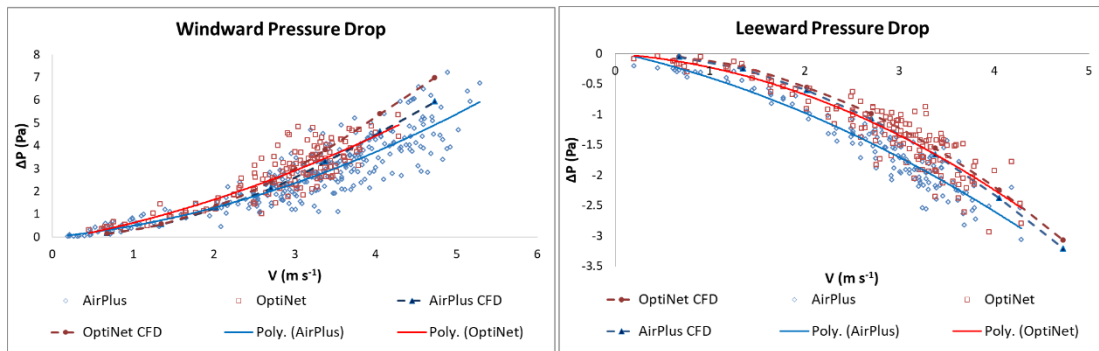 Windward Pressure Drop
8
7
6
5
4
3
2
1
0
ΔP (Pa)
0 1 2 3 4 5 6
V (m s⁻¹)
AirPlus OptiNet AirPlus CFD
OptiNet CFD Poly. (AirPlus) Poly. (OptiNet)
Leeward Pressure Drop
0
-0.5
-1
-1.5
-2
-2.5
-3
-3.5
ΔP (Pa)
0 1 2 3 4 5
V (m s⁻¹)
OptiNet CFD AirPlus OptiNet
AirPlus CFD Poly. (AirPlus) Poly. (OptiNet)